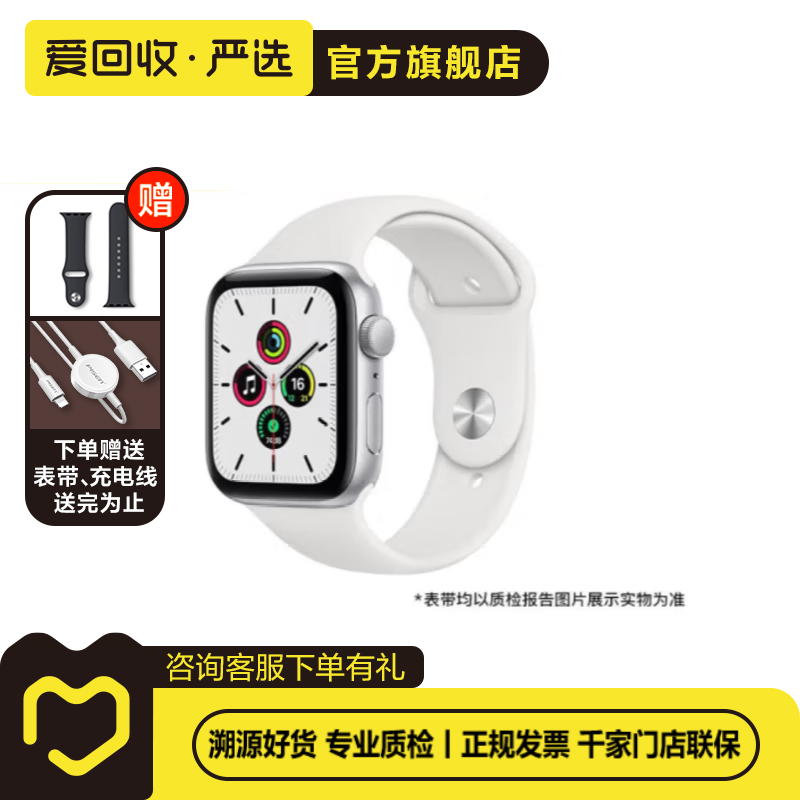 爱回收·严选
官方旗舰店
赠
下单赠送
表带、充电线
送完为止
16
*表带均以质检报告图片展示实物为准
咨询客服下单有礼
溯源好货 专业质检丨正规发票 千家门店联保